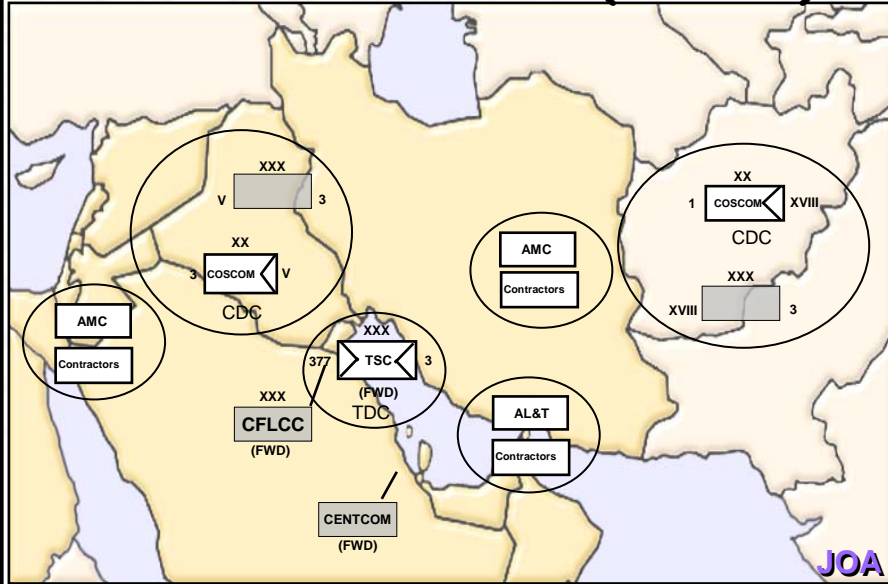 XXX
V 3
XX
3 COSCOM V
CDC
XX
1 COSCOM XVIII
CDC
XXX
XVIII 3
AMC
Contractors
AMC
Contractors
XXX
377 TSC 3
(FWD)
TDC
XXX
CFLCC
(FWD)
AL&T
Contractors
CENTCOM
(FWD)
JOA